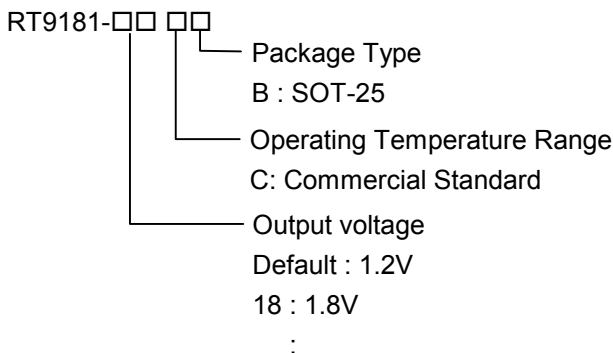 RT9181-□□ □□
Package Type
B : SOT-25
Operating Temperature Range
C: Commercial Standard
Output voltage
Default : 1.2V
18 : 1.8V
: